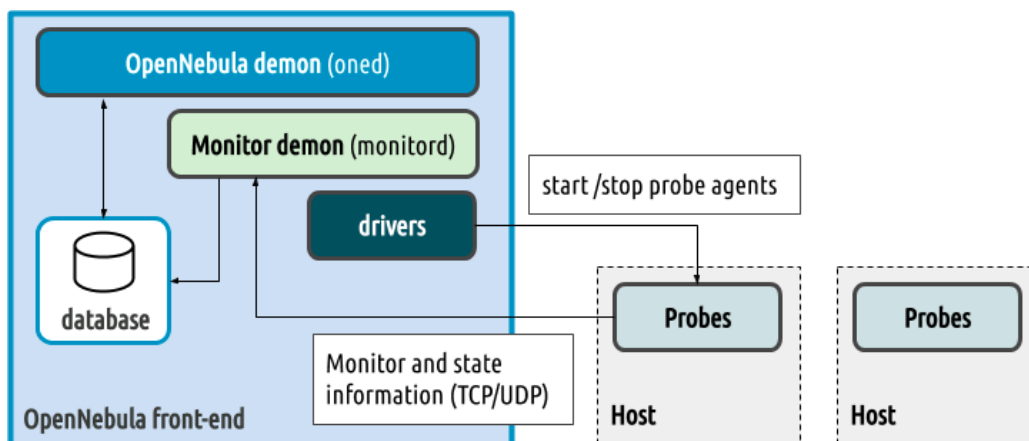 OpenNebula demon (oned)
Monitor demon (monitord)
start /stop probe agents
drivers
database
Probes
Probes
Monitor and state
information (TCP/UDP)
OpenNebula front-end
Host
Host